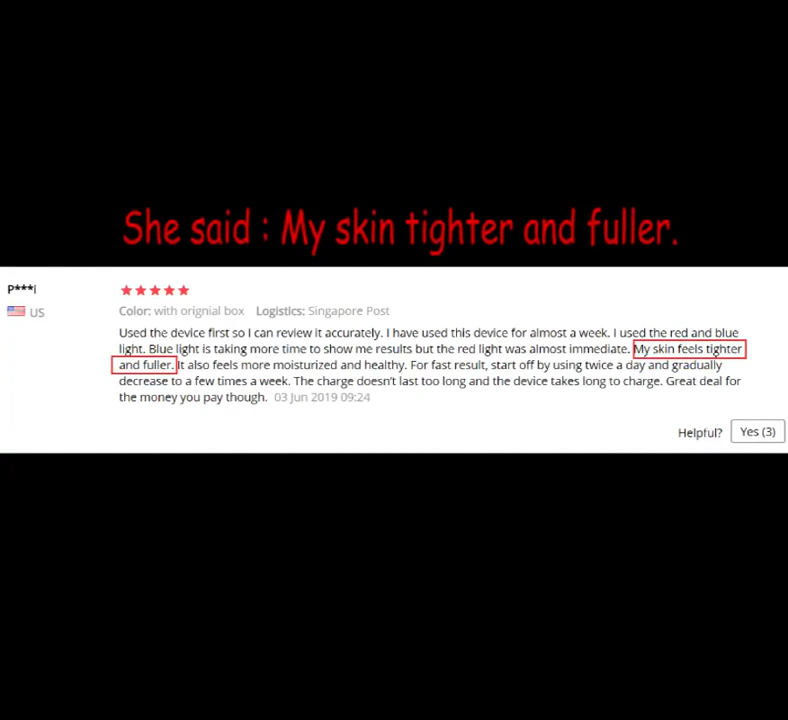 She said : My skin tighter and fuller.
P***i
US
Color: with orignial box Logistics: Singapore Post
Used the device first so I can review it accurately. I have used this device for almost a week. I used the red and blue
light. Blue light is taking more time to show me results but the red light was almost immediate. My skin feels tighter
and fuller. It also feels more moisturized and healthy. For fast result, start off by using twice a day and gradually
decrease to a few times a week. The charge doesn't last too long and the device takes long to charge. Great deal for
the money you pay though. 03 Jun 2019 09:24
Helpful? Yes (3)